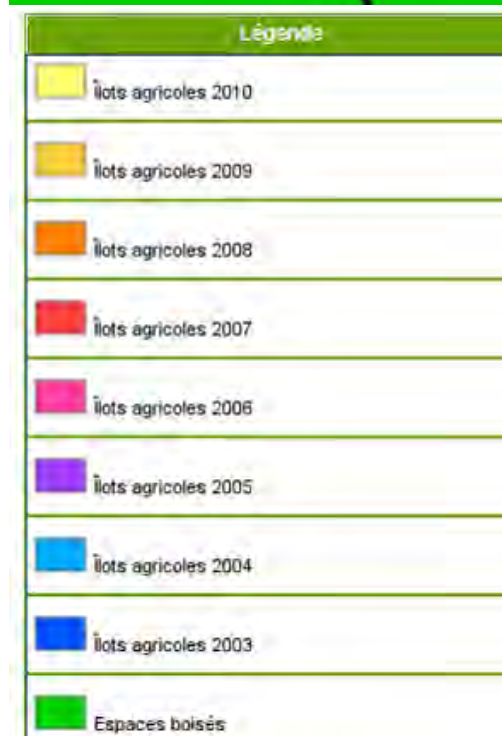 Légende
Îlots agricoles 2010
Îlots agricoles 2009
Îlots agricoles 2008
Îlots agricoles 2007
Îlots agricoles 2006
Îlots agricoles 2005
Îlots agricoles 2004
Îlots agricoles 2003
Espaces boisés